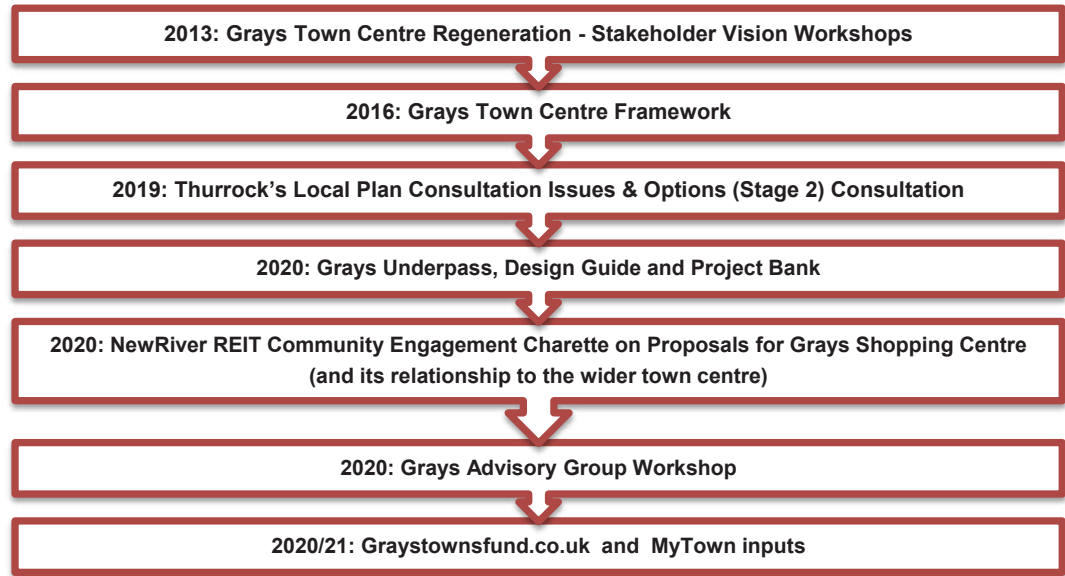 2013: Grays Town Centre Regeneration - Stakeholder Vision Workshops
2016: Grays Town Centre Framework
2019: Thurrock's Local Plan Consultation Issues & Options (Stage 2) Consultation
2020: Grays Underpass, Design Guide and Project Bank
2020: NewRiver REIT Community Engagement Charette on Proposals for Grays Shopping Centre
(and its relationship to the wider town centre)
2020: Grays Advisory Group Workshop
2020/21: Graystownsfund.co.uk and MyTown inputs